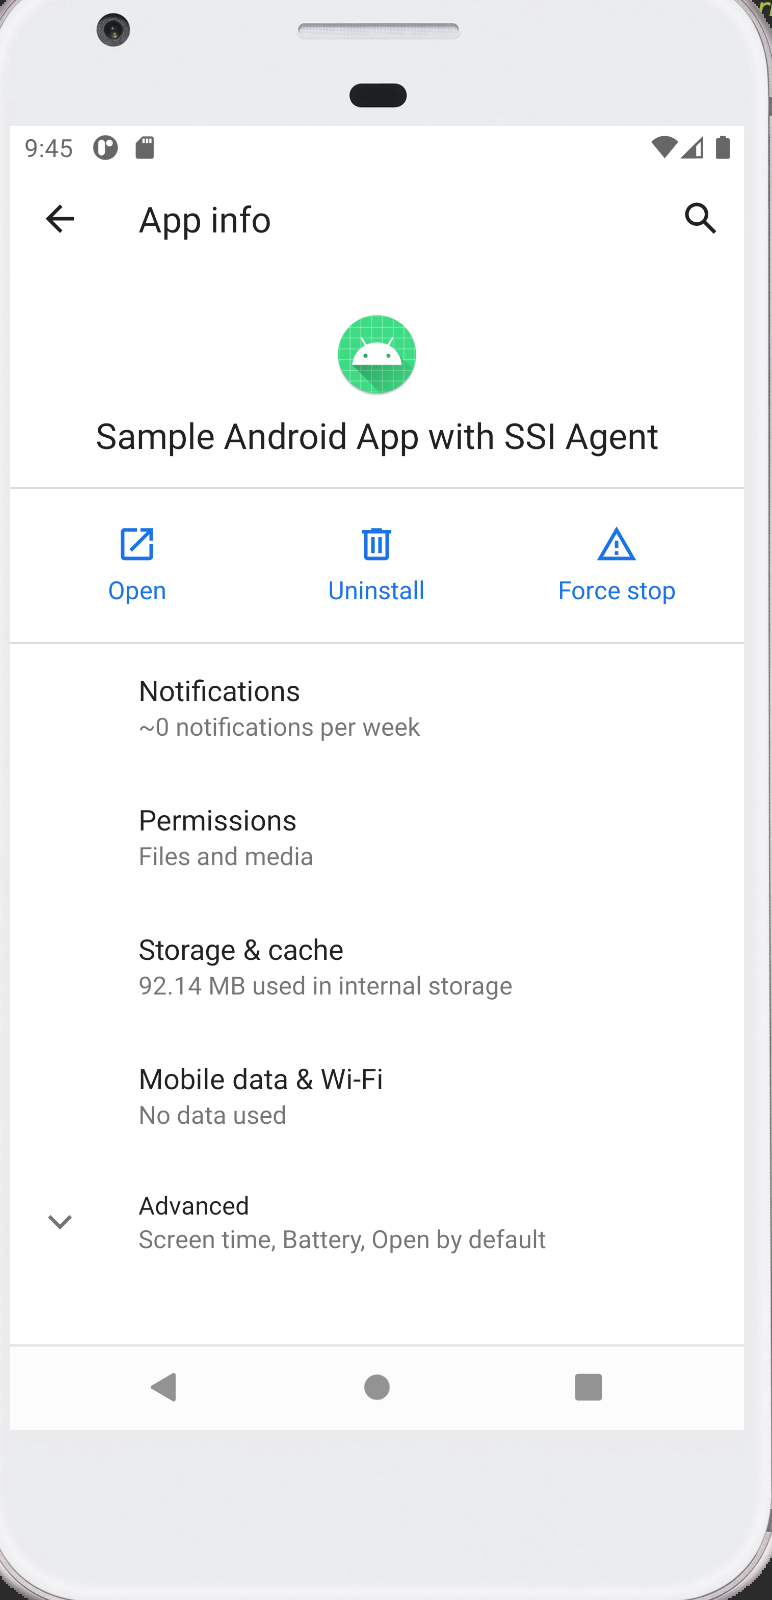 9:45
App info
Sample Android App with SSI Agent
Open
Uninstall
Force stop
Notifications
~0 notifications per week
Permissions
Files and media
Storage & cache
92.14 MB used in internal storage
Mobile data & Wi-Fi
No data used
Advanced
Screen time, Battery, Open by default